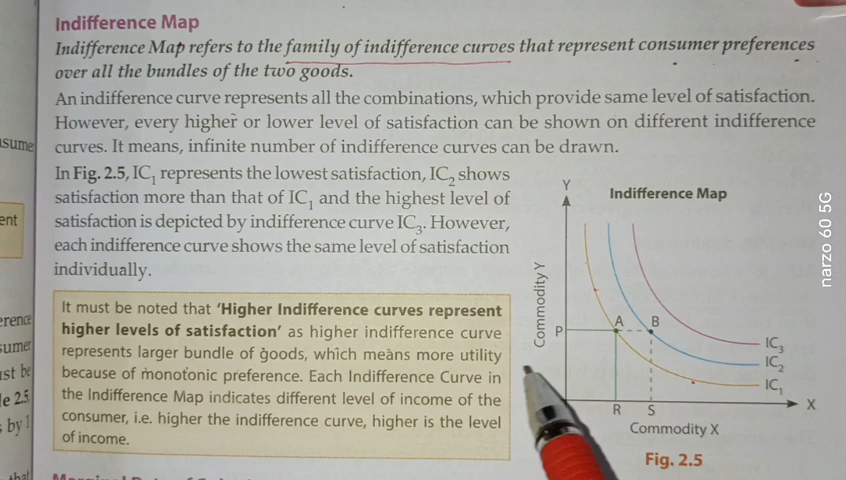 Indifference Map
Indifference Map refers to the family of indifference curves that represent consumer preferences
over all the bundles of the two goods.
An indifference curve represents all the combinations, which provide same level of satisfaction.
However, every higher or lower level of satisfaction can be shown on different indifference
curves. It means, infinite number of indifference curves can be drawn.
In Fig. 2.5, IC₁ represents the lowest satisfaction, IC₂ shows
satisfaction more than that of IC₁ and the highest level of
satisfaction is depicted by indifference curve IC₃. However,
each indifference curve shows the same level of satisfaction
individually.
It must be noted that 'Higher Indifference curves represent
higher levels of satisfaction' as higher indifference curve
represents larger bundle of goods, which means more utility
because of monotonic preference. Each Indifference Curve in
the Indifference Map indicates different level of income of the
consumer, i.e. higher the indifference curve, higher is the level
of income.
Y
Indifference Map
Commodity Y
P
A
B
IC₃
IC₂
IC₁
R
S
X
Commodity X
Fig. 2.5
narzo 60 5G